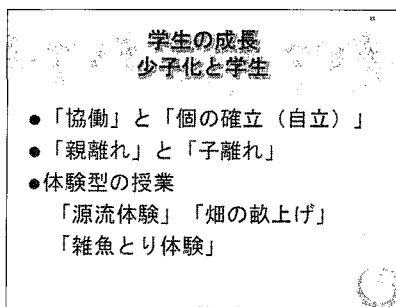 学生の成長
少子化と学生
●「協働」と「個の確立（自立）」
●「親離れ」と「子離れ」
●体験型の授業
「源流体験」「畑の畝上げ」
「雑魚とり体験」